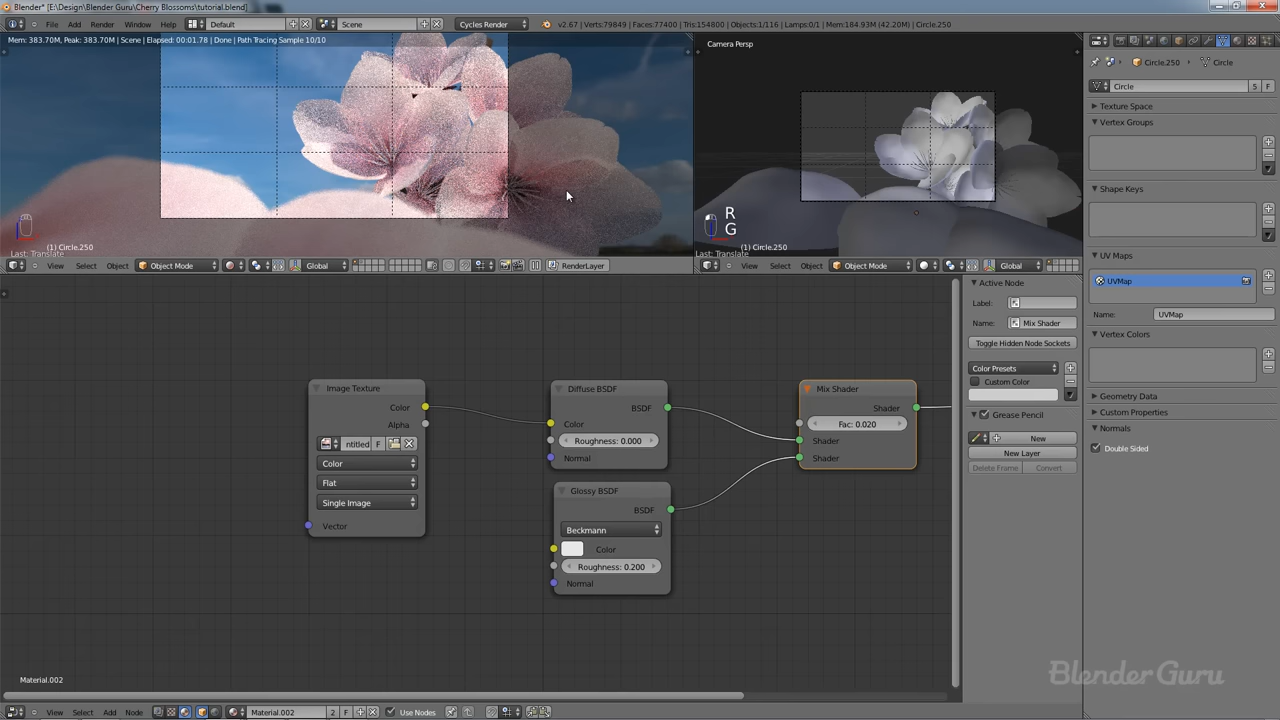 Blender* [E:\Design\Blender Guru\Cherry Blossoms\tutorial.blend]
File Add Render Window Help Default Scene Cycles Render v2.67 | Verts:79849 | Faces:77400 | Tris:154800 | Objects:1/116 | Lamps:0/1 | Mem:184.93M (42.20M) | Circle.250
Mem: 383.70M, Peak: 383.70M | Scene | Elapsed: 00:01.78 | Done | Path Tracing Sample 10/10
Camera Persp
Circle.250 Circle
Circle 5 F
Texture Space
Vertex Groups
Shape Keys
R
G
(1) Circle.250
Last: Translate
(1) Circle.250
Last: Translate
View Select Object Object Mode Global RenderLayer
View Select Object Object Mode Global
UV Maps
UVMap
Name: UVMap
Vertex Colors
Geometry Data
Custom Properties
Normals
Double Sided
Active Node
Label:
Name: Mix Shader
Toggle Hidden Node Sockets
Color Presets
Custom Color
Grease Pencil
New
New Layer
Delete Frame Convert
Image Texture
Color
Alpha
ntitled F
Color
Flat
Single Image
Vector
Diffuse BSDF
BSDF
Color
Roughness: 0.000
Normal
Glossy BSDF
BSDF
Beckmann
Color
Roughness: 0.200
Normal
Mix Shader
Shader
Fac: 0.020
Shader
Shader
Material.002
BlenderGuru
View Select Add Node Material.002 2 F Use Nodes